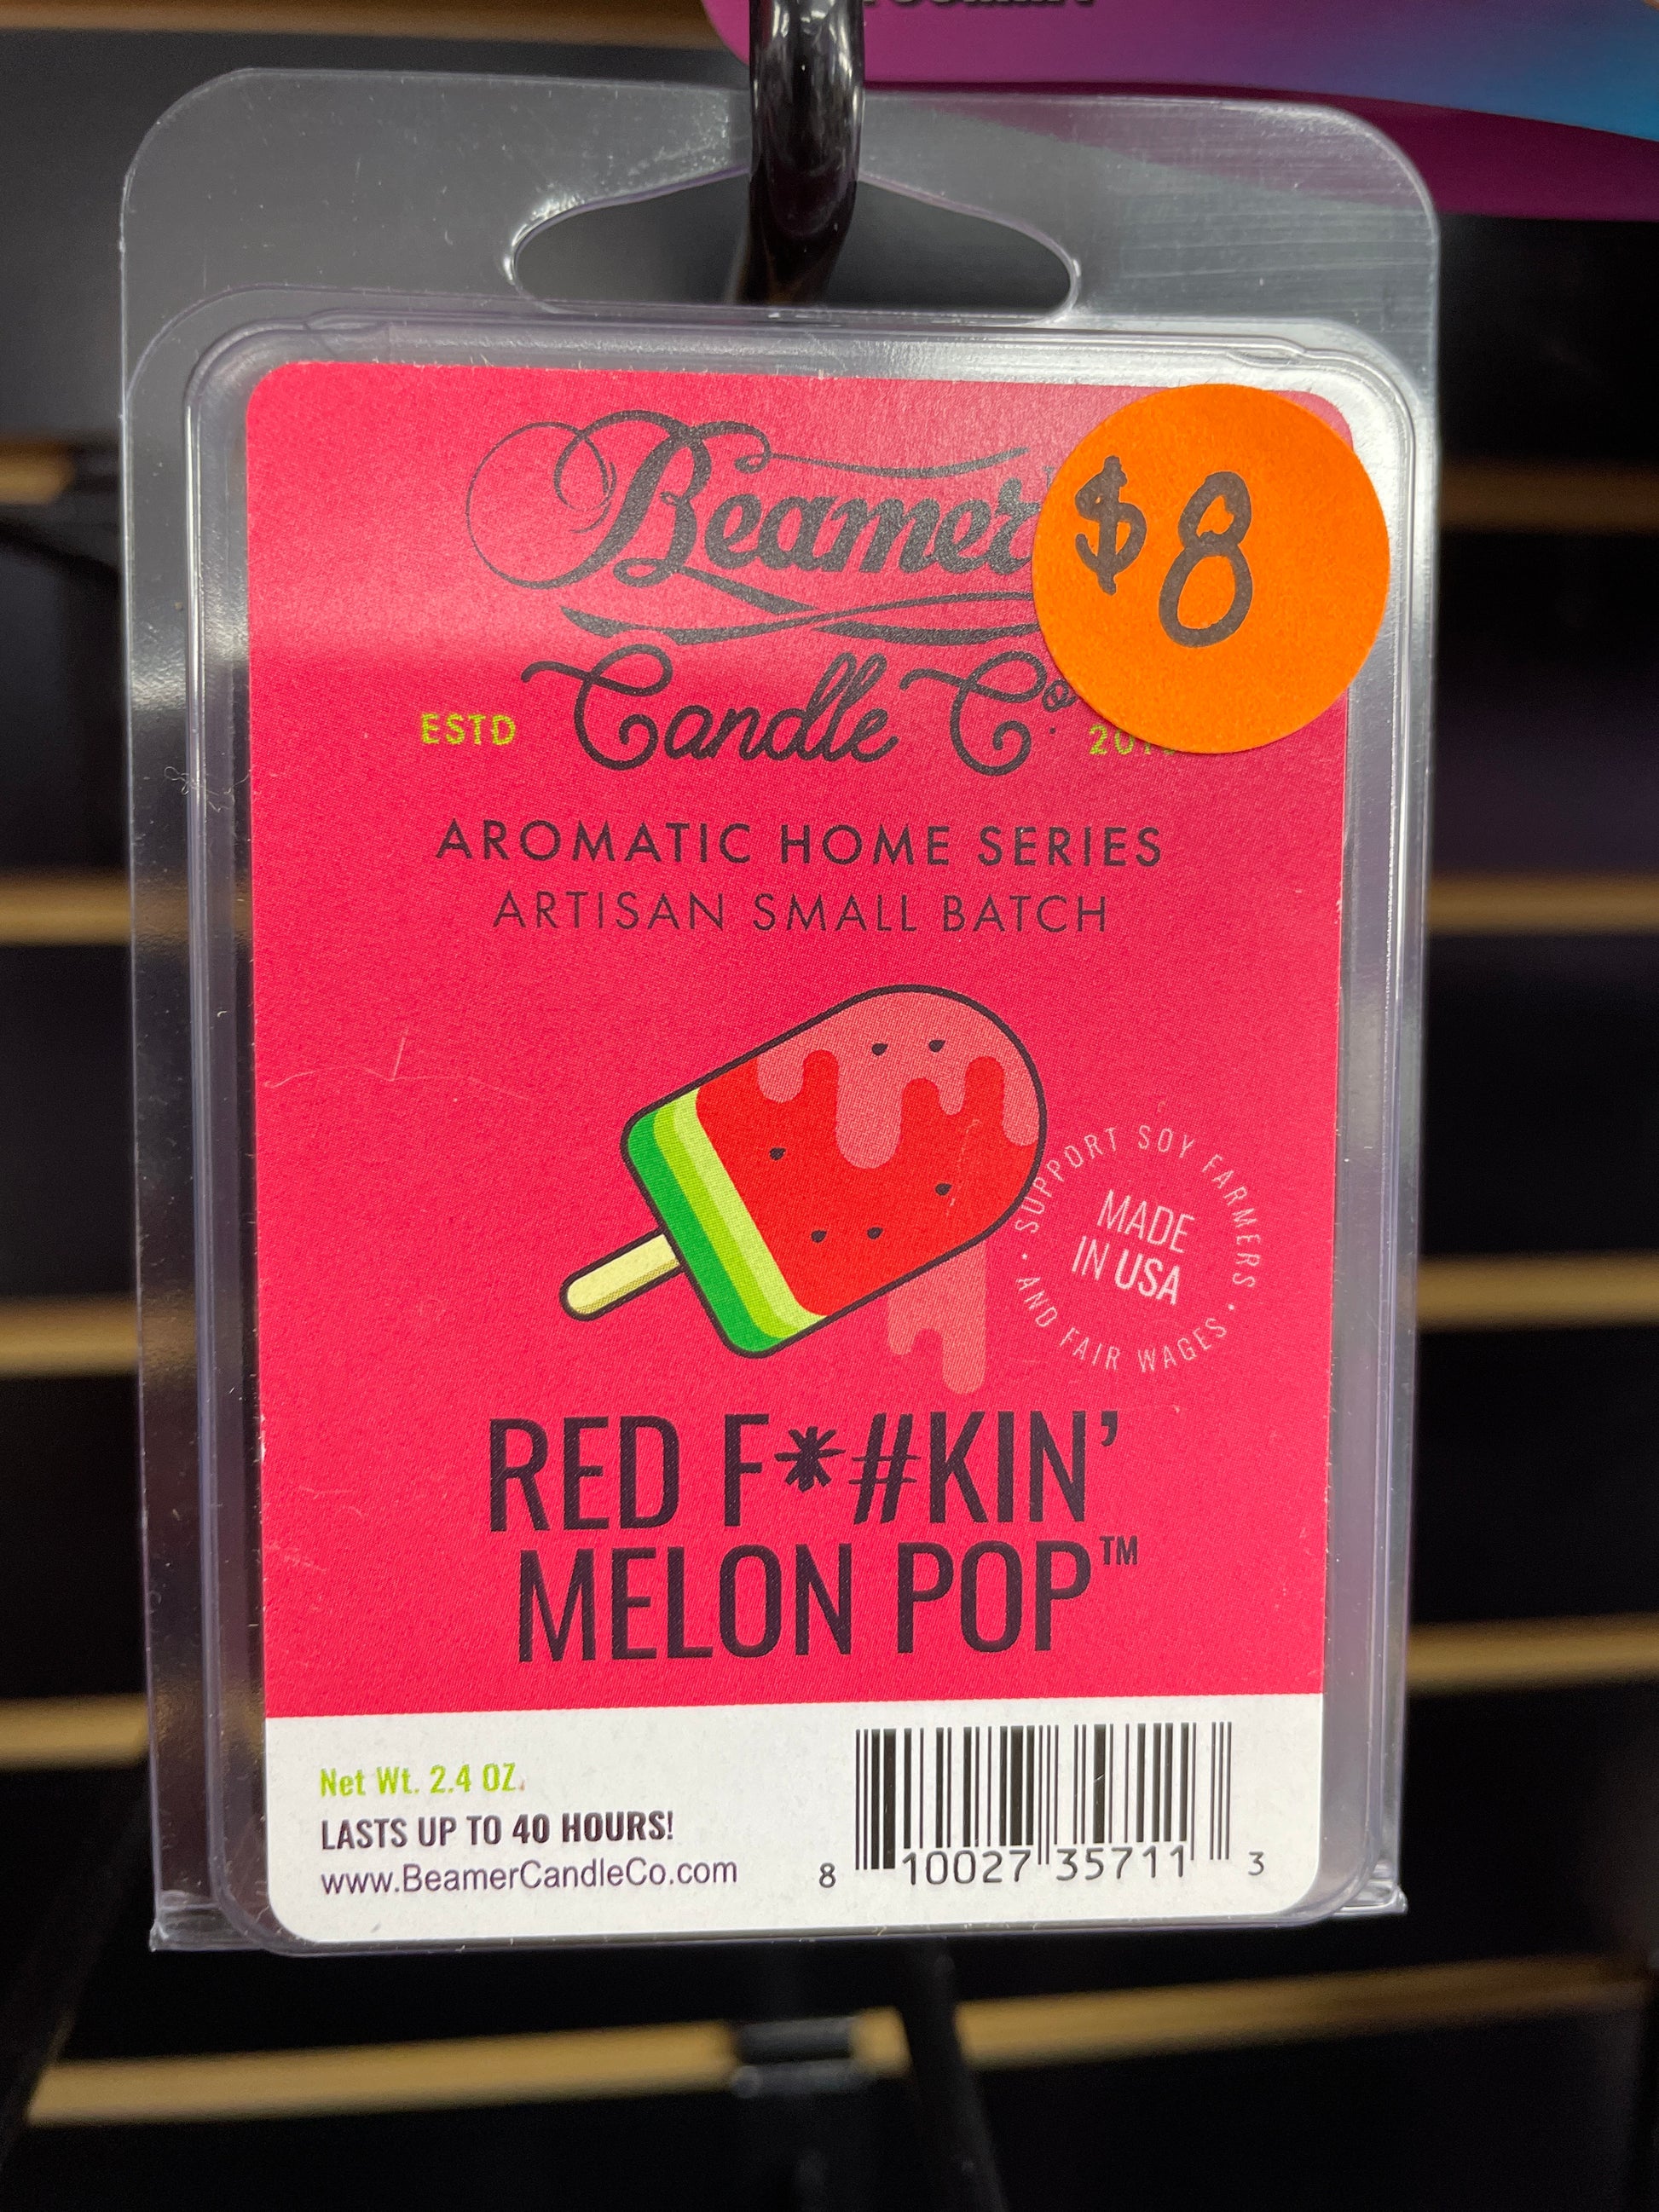 Beamer
$8
Candle Co.
ESTD
AROMATIC HOME SERIES
ARTISAN SMALL BATCH
SUPPORT SOY FARMERS
MADE
IN USA
AND FAIR WAGES
RED F*#KIN'
MELON POP™
Net Wt. 2.4 OZ.
LASTS UP TO 40 HOURS!
www.BeamerCandleCo.com
8 10027 35711 3